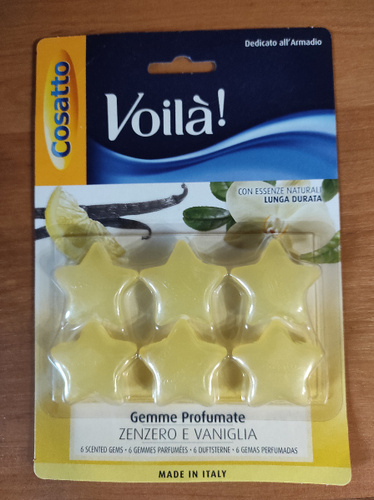 Dedicato all'Armadio
Cosatto
Voilà!
CON ESSENZE NATURALI
LUNGA DURATA
Gemme Profumate
ZENZERO E VANIGLIA
6 SCENTED GEMS • 6 GEMMES PARFUMÉES • 6 DUFTSTERNE • 6 GEMAS PERFUMADAS
MADE IN ITALY